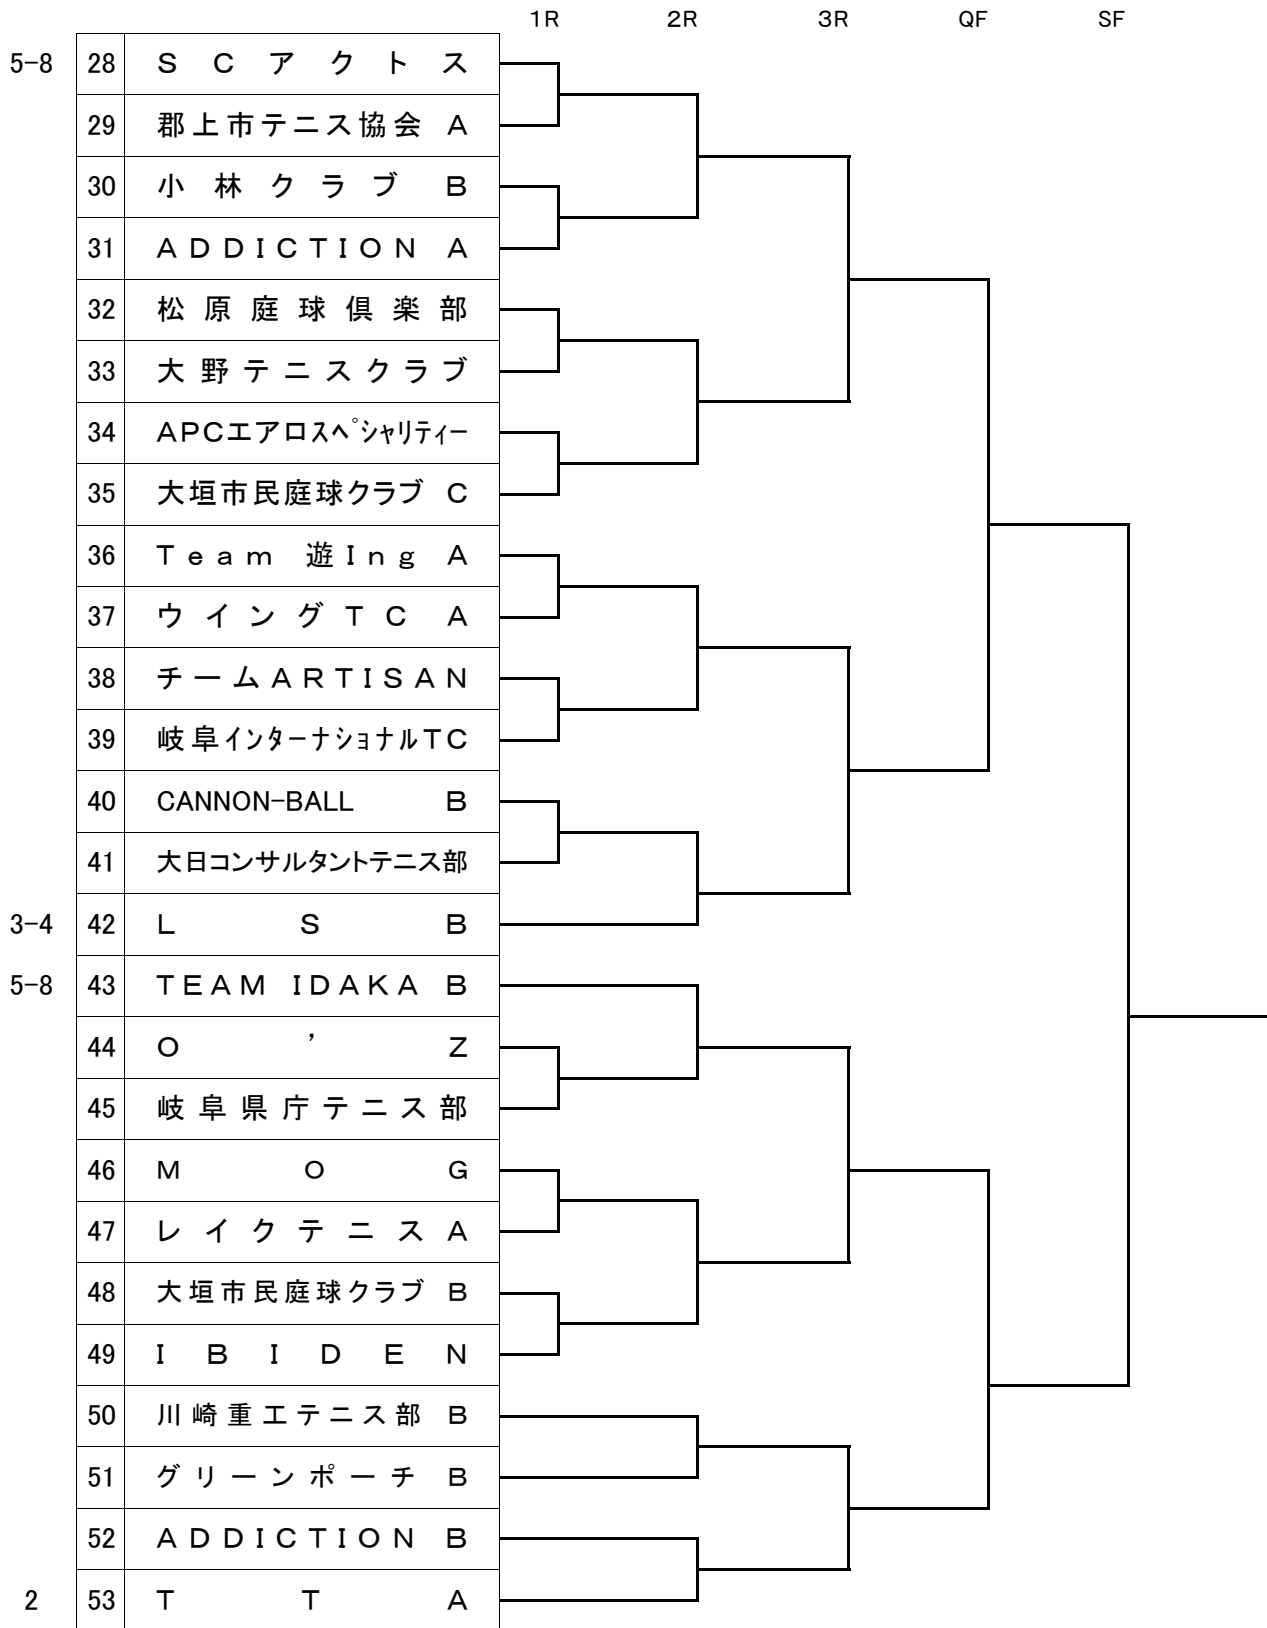 1R 2R 3R QF SF
5-8 28 SCアクトス
29 郡上市テニス協会 A
30 小林クラブ B
31 ADDICTION A
32 松原庭球倶楽部
33 大野テニスクラブ
34 APCエアロスペシャリティー
35 大垣市民庭球クラブ C
36 Team 遊Ing A
37 ウイングTC A
38 チームARTISAN
39 岐阜インターナショナルTC
40 CANNON-BALL B
41 大日コンサルタントテニス部
3-4 42 LSB
5-8 43 TEAM IDAKA B
44 O’Z
45 岐阜県庁テニス部
46 MOG
47 レイクテニス A
48 大垣市民庭球クラブ B
49 IBIDEN
50 川崎重工テニス部 B
51 グリーンポーチ B
52 ADDICTION B
2 53 TTA